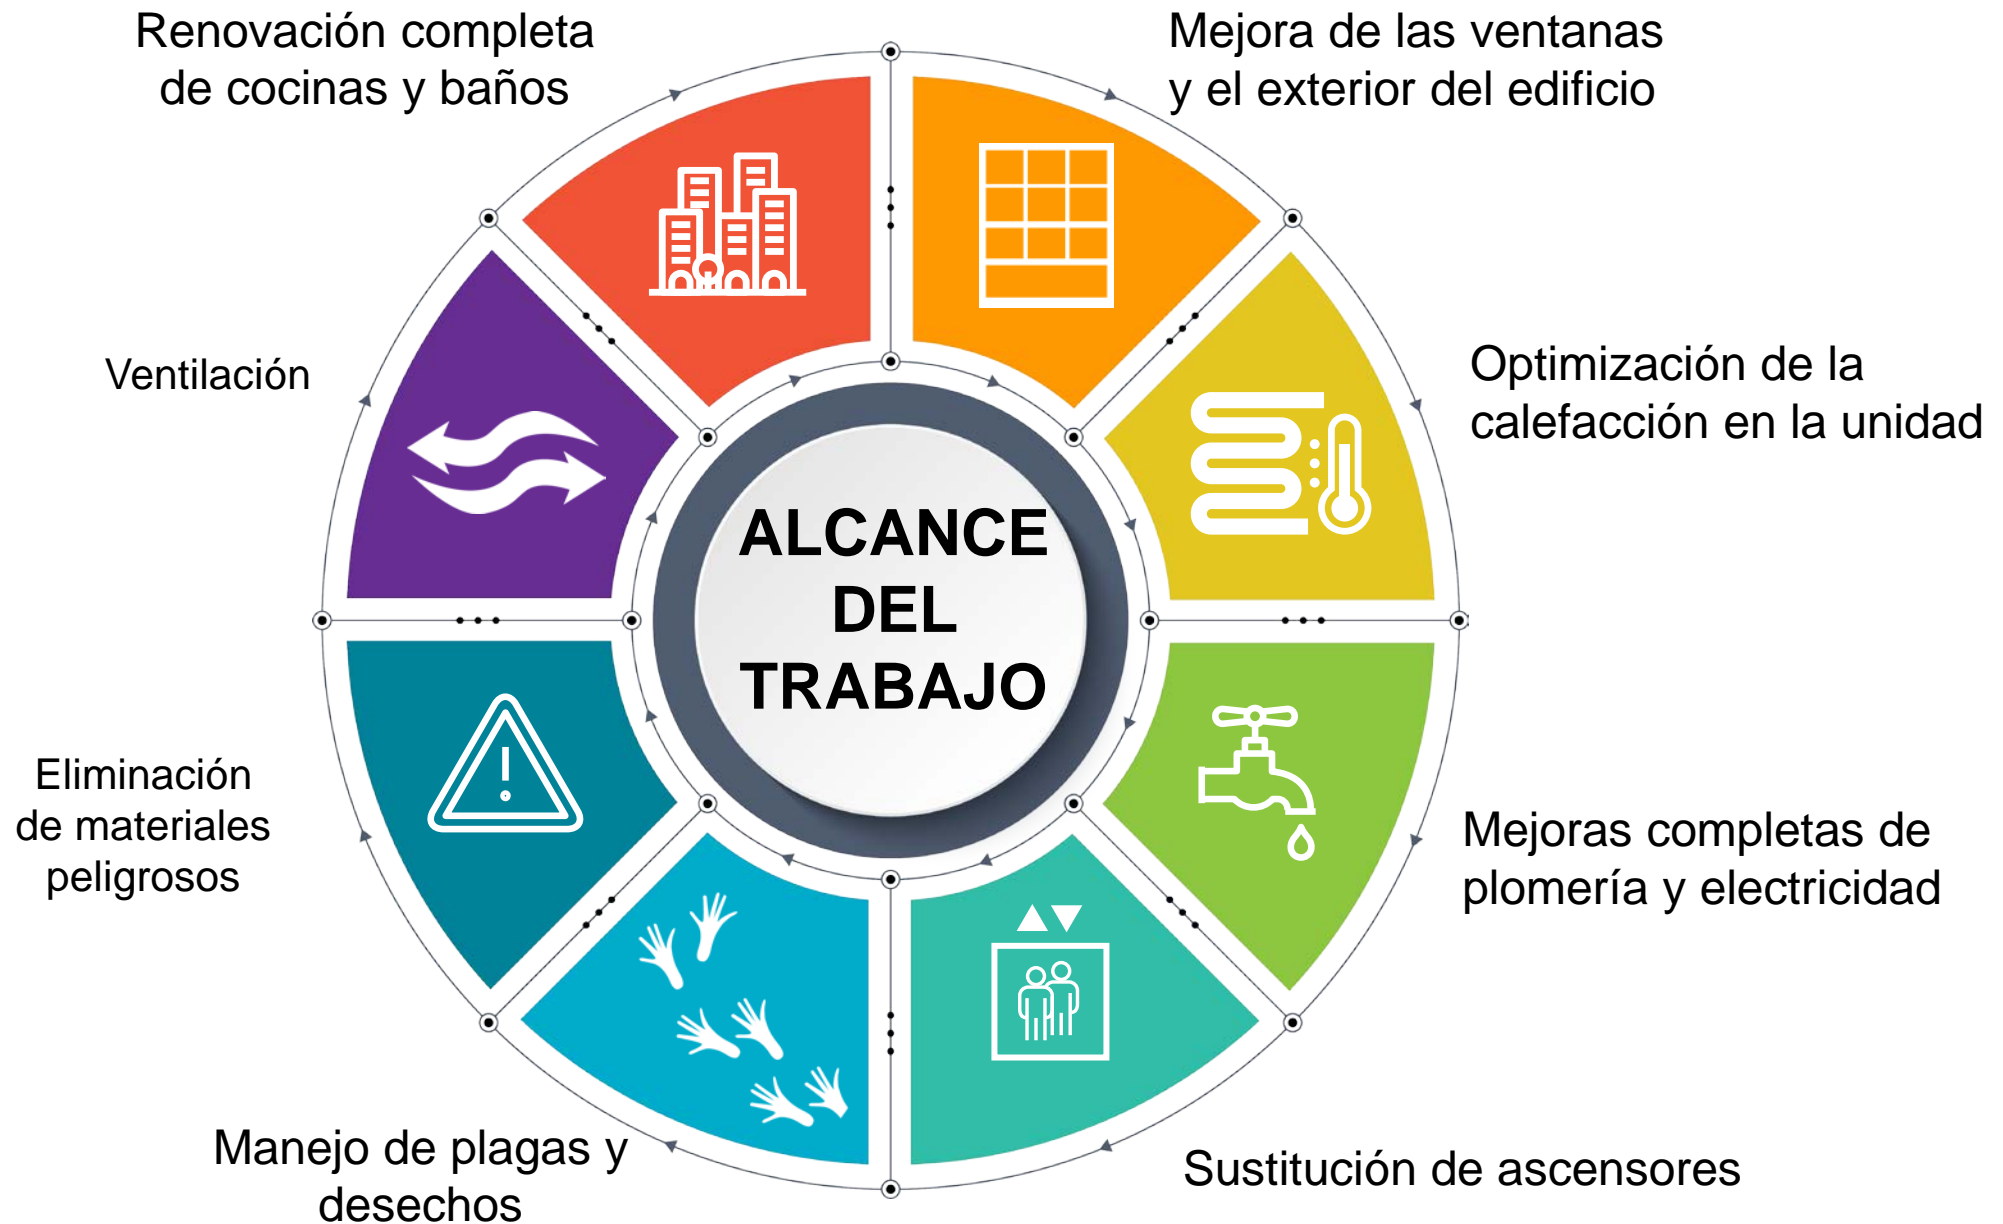 Renovación completa
de cocinas y baños
Mejora de las ventanas
y el exterior del edificio
Ventilación
Optimización de la
calefacción en la unidad
ALCANCE
DEL
TRABAJO
Eliminación
de materiales
peligrosos
Mejoras completas de
plomería y electricidad
Manejo de plagas y
desechos
Sustitución de ascensores